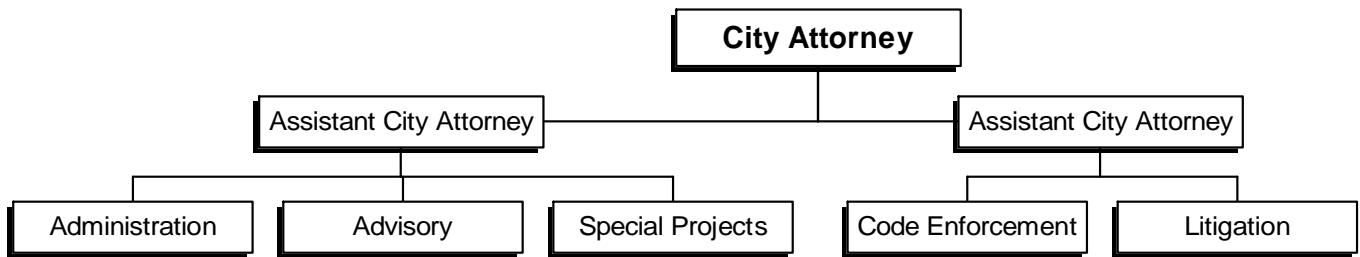 City Attorney
Assistant City Attorney
Assistant City Attorney
Administration
Advisory
Special Projects
Code Enforcement
Litigation